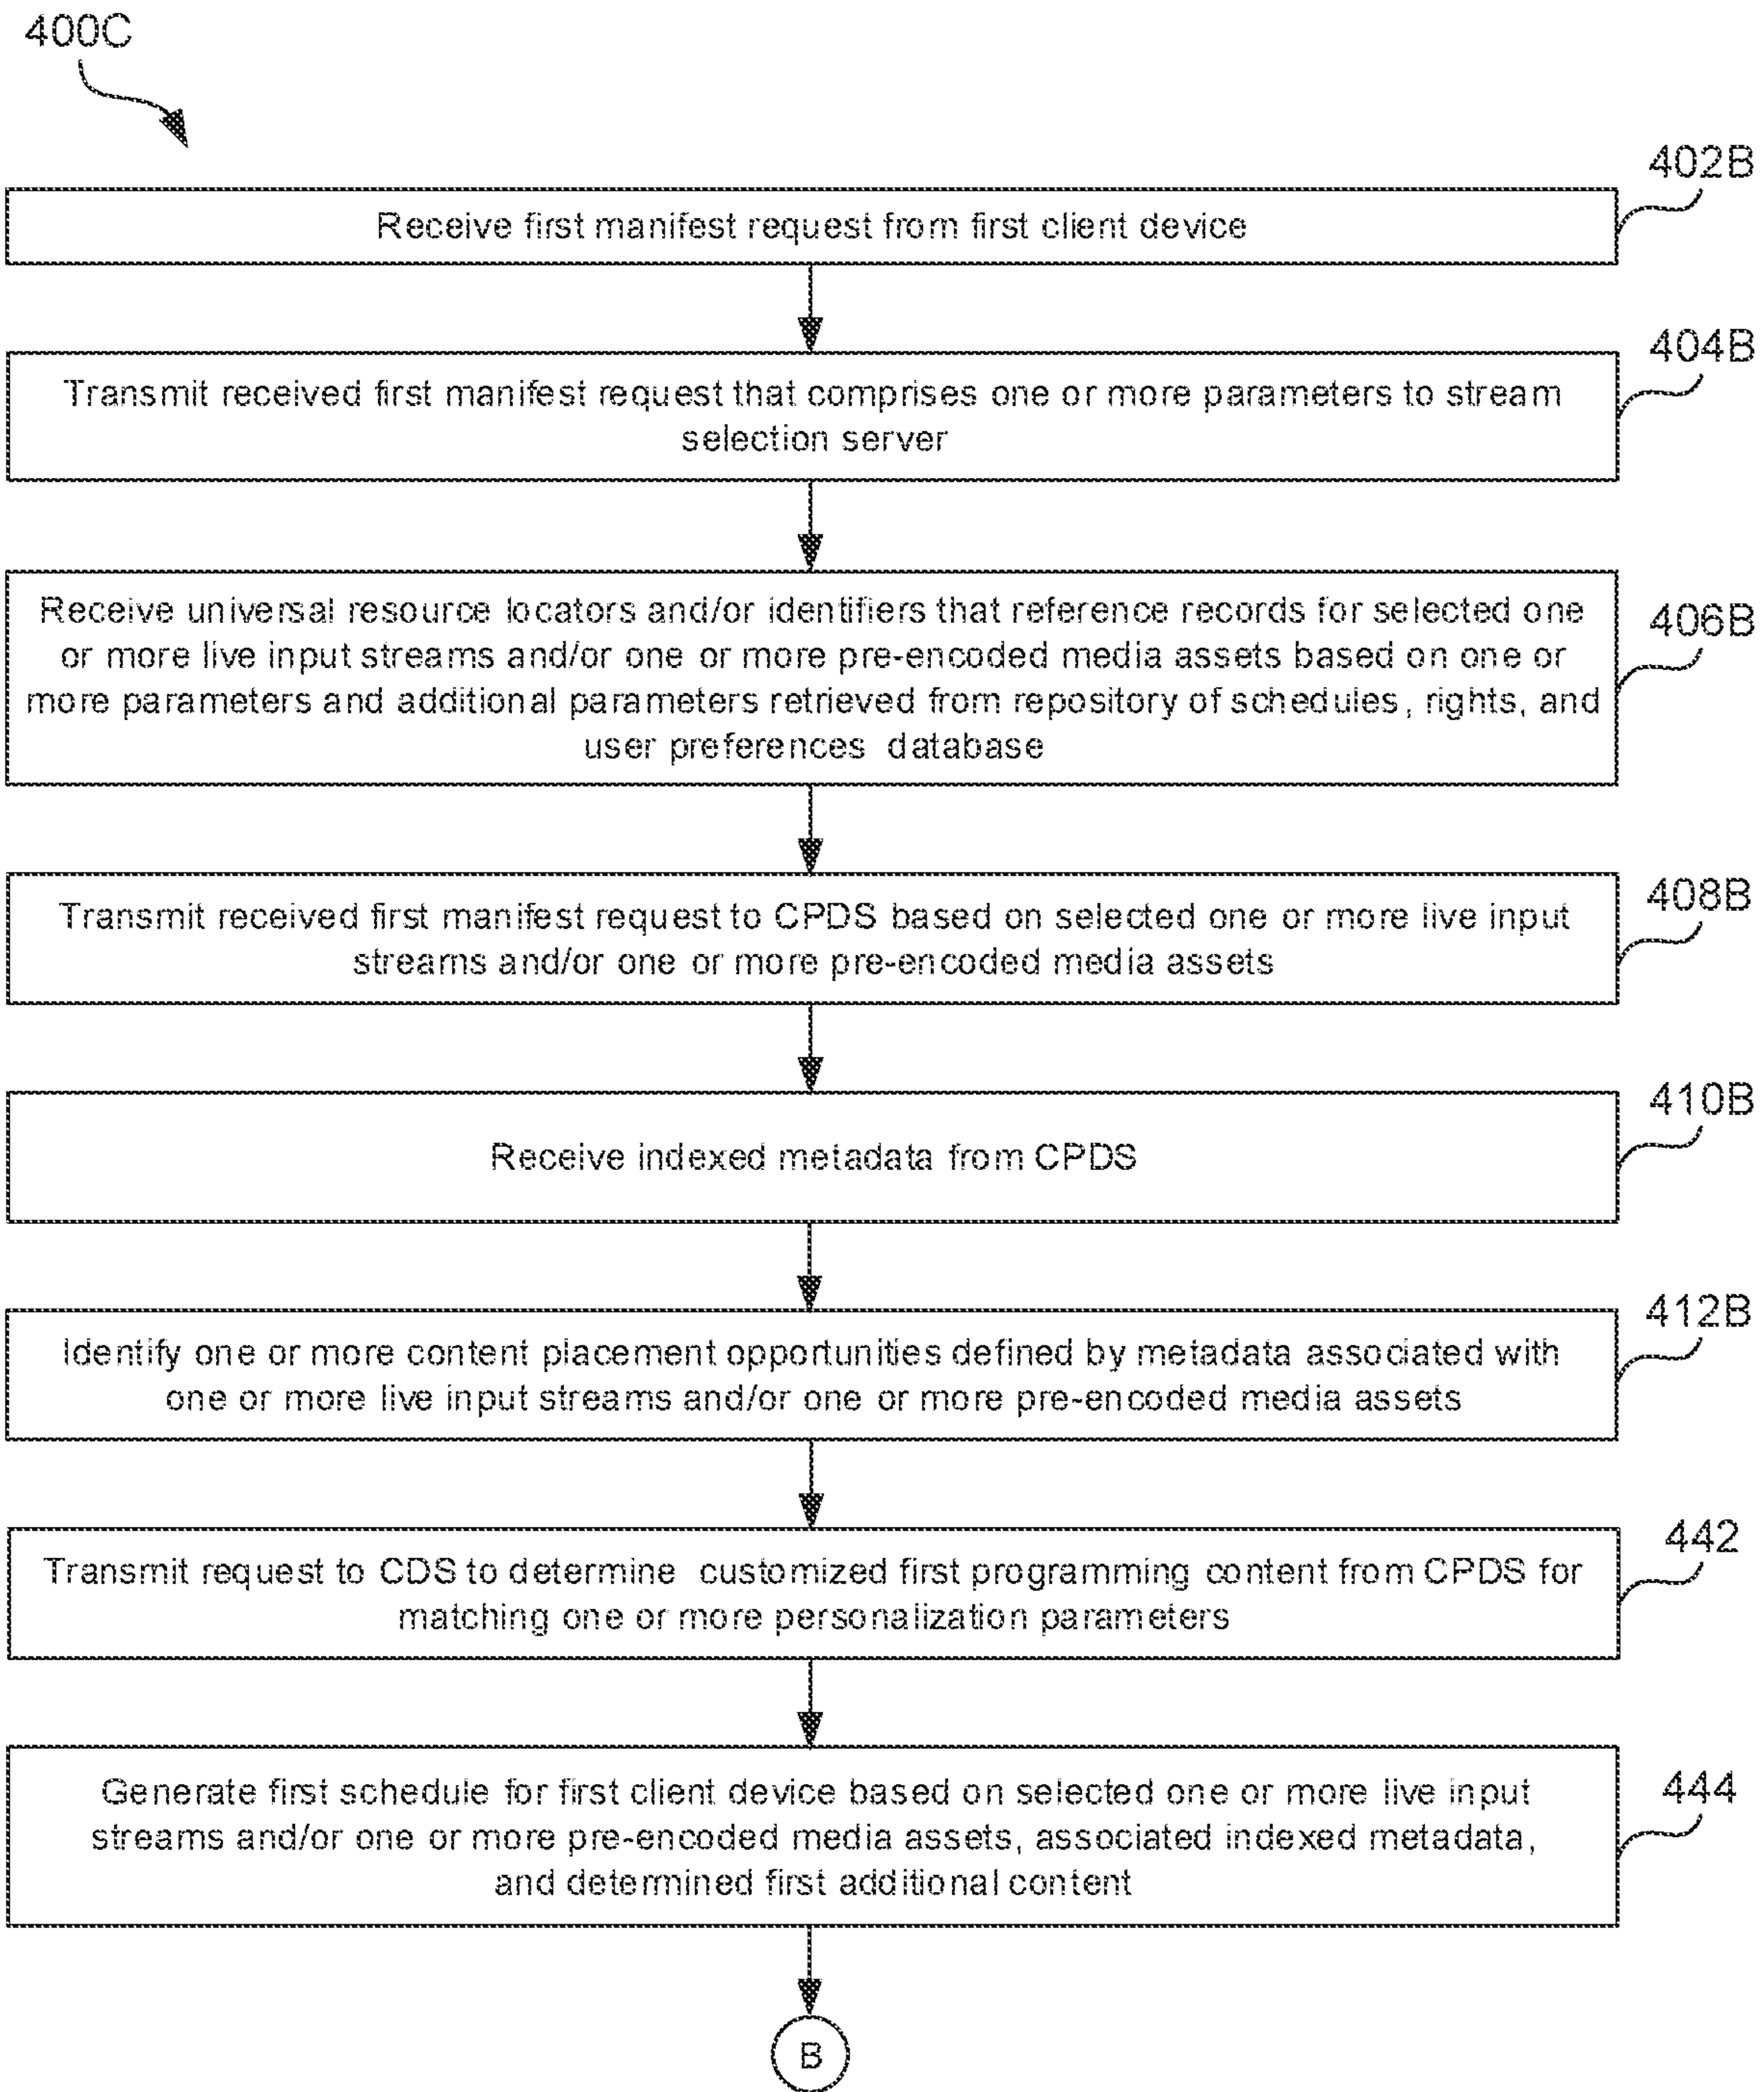 400C
402B
Receive first manifest request from first client device
404B
Transmit received first manifest request that comprises one or more parameters to stream
selection server
406B
Receive universal resource locators and/or identifiers that reference records for selected one
or more live input streams and/or one or more pre-encoded media assets based on one or
more parameters and additional parameters retrieved from repository of schedules, rights, and
user preferences database
408B
Transmit received first manifest request to CPDS based on selected one or more live input
streams and/or one or more pre-encoded media assets
410B
Receive indexed metadata from CPDS
412B
Identify one or more content placement opportunities defined by metadata associated with
one or more live input streams and/or one or more pre-encoded media assets
442
Transmit request to CDS to determine customized first programming content from CPDS for
matching one or more personalization parameters
444
Generate first schedule for first client device based on selected one or more live input
streams and/or one or more pre-encoded media assets, associated indexed metadata,
and determined first additional content
B